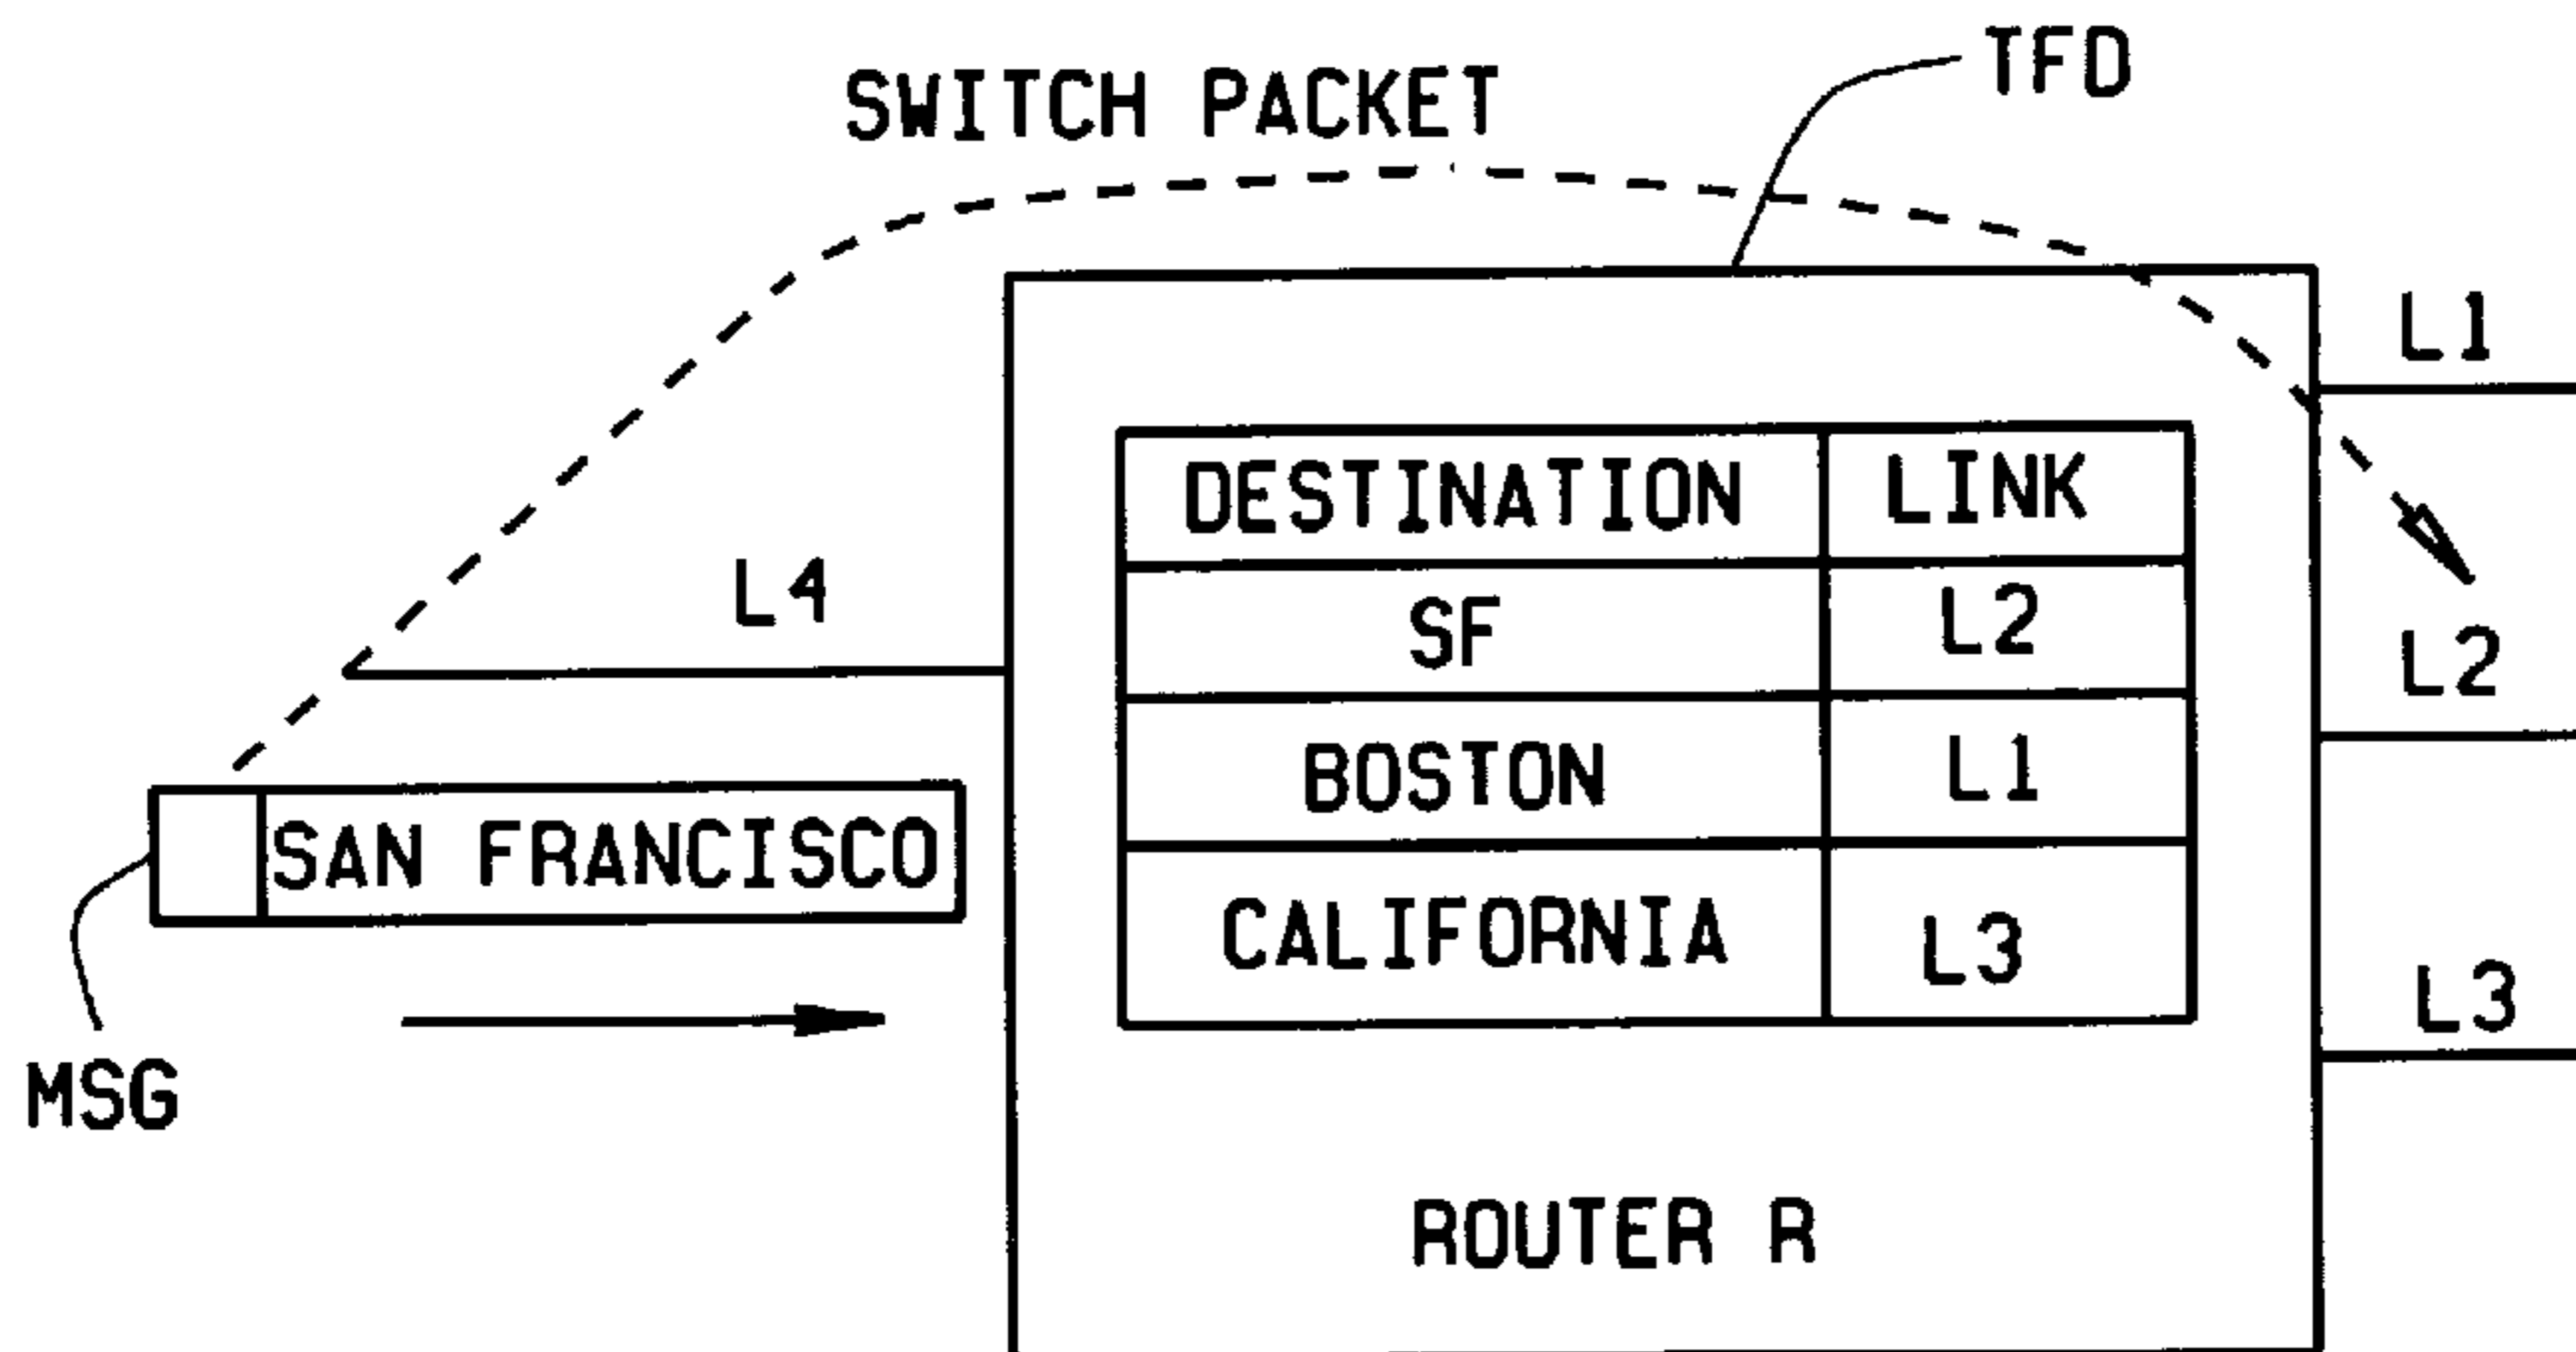 TFD
SWITCH PACKET
L1
DESTINATION LINK
L4
SF L2
L2
BOSTON L1
SAN FRANCISCO
CALIFORNIA L3
L3
MSG
ROUTER R